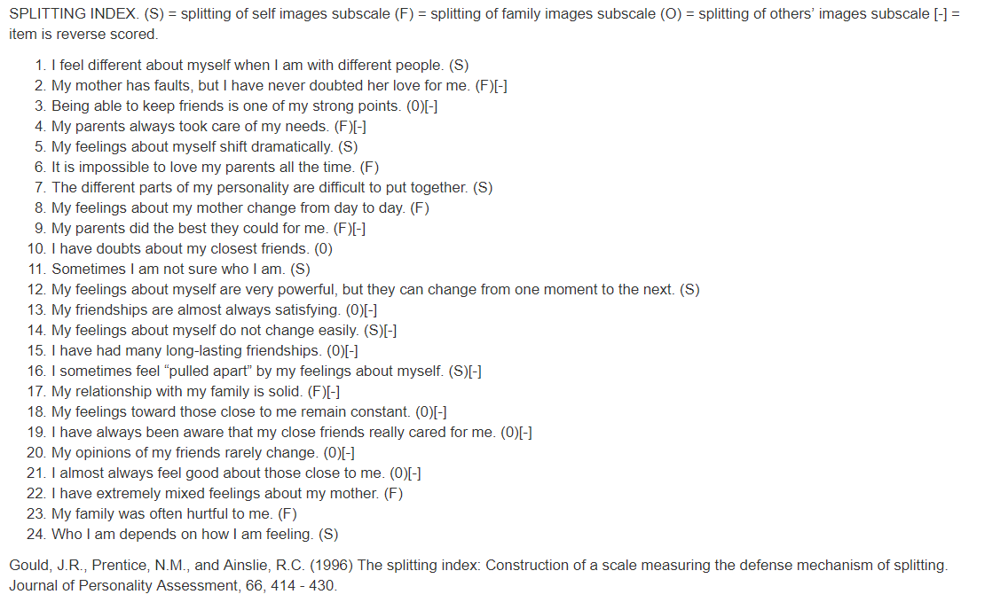 SPLITTING INDEX. (S) = splitting of self images subscale (F) = splitting of family images subscale (O) = splitting of others’ images subscale [-] =
item is reverse scored.
1. I feel different about myself when I am with different people. (S)
2. My mother has faults, but I have never doubted her love for me. (F)[-]
3. Being able to keep friends is one of my strong points. (0)[-]
4. My parents always took care of my needs. (F)[-]
5. My feelings about myself shift dramatically. (S)
6. It is impossible to love my parents all the time. (F)
7. The different parts of my personality are difficult to put together. (S)
8. My feelings about my mother change from day to day. (F)
9. My parents did the best they could for me. (F)[-]
10. I have doubts about my closest friends. (0)
11. Sometimes I am not sure who I am. (S)
12. My feelings about myself are very powerful, but they can change from one moment to the next. (S)
13. My friendships are almost always satisfying. (0)[-]
14. My feelings about myself do not change easily. (S)[-]
15. I have had many long-lasting friendships. (0)[-]
16. I sometimes feel “pulled apart” by my feelings about myself. (S)[-]
17. My relationship with my family is solid. (F)[-]
18. My feelings toward those close to me remain constant. (0)[-]
19. I have always been aware that my close friends really cared for me. (0)[-]
20. My opinions of my friends rarely change. (0)[-]
21. I almost always feel good about those close to me. (0)[-]
22. I have extremely mixed feelings about my mother. (F)
23. My family was often hurtful to me. (F)
24. Who I am depends on how I am feeling. (S)
Gould, J.R., Prentice, N.M., and Ainslie, R.C. (1996) The splitting index: Construction of a scale measuring the defense mechanism of splitting.
Journal of Personality Assessment, 66, 414 - 430.